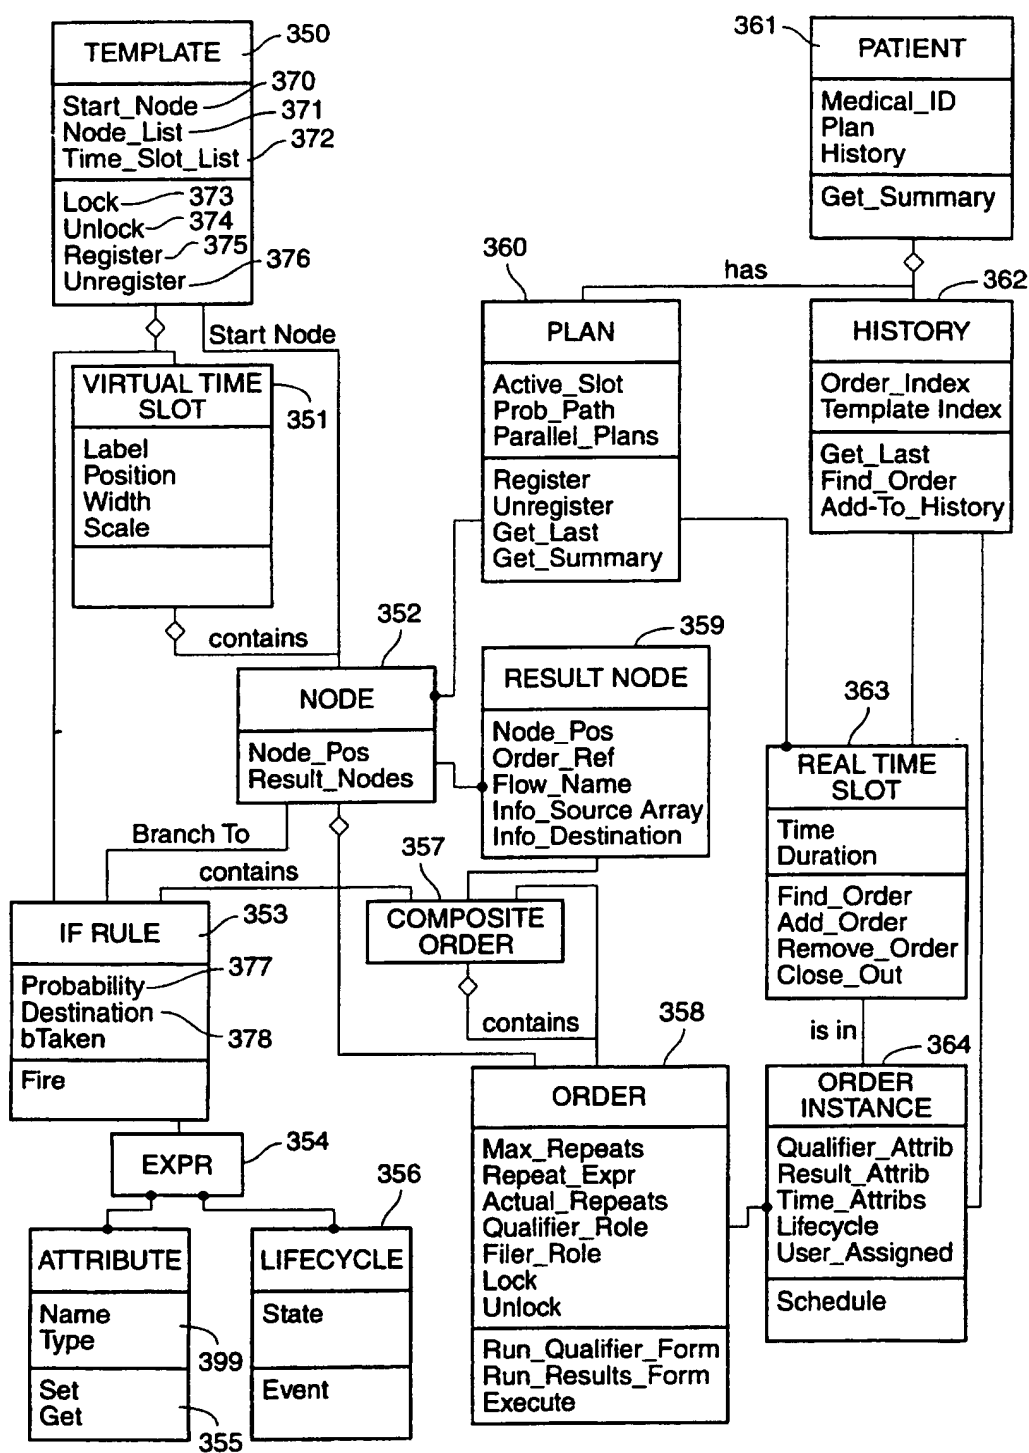 TEMPLATE
350
Start_Node
370
Node_List
371
Time_Slot_List
372
Lock
373
Unlock
374
Register
375
Unregister
376
361
PATIENT
Medical_ID
Plan
History
Get_Summary
has
360
PLAN
Active_Slot
Prob_Path
Parallel_Plans
Register
Unregister
Get_Last
Get_Summary
362
HISTORY
Order_Index
Template Index
Get_Last
Find_Order
Add-To_History
Start Node
VIRTUAL TIME
SLOT
351
Label
Position
Width
Scale
contains
352
NODE
Node_Pos
Result_Nodes
359
RESULT NODE
Node_Pos
Order_Ref
Flow_Name
Info_Source Array
Info_Destination
363
REAL TIME
SLOT
Time
Duration
Find_Order
Add_Order
Remove_Order
Close_Out
Branch To
contains
357
COMPOSITE
ORDER
contains
353
IF RULE
377
Probability
Destination
378
bTaken
Fire
354
EXPR
356
ATTRIBUTE
Name
Type
399
Set
Get
355
LIFECYCLE
State
Event
358
ORDER
Max_Repeats
Repeat_Expr
Actual_Repeats
Qualifier_Role
Filer_Role
Lock
Unlock
Run_Qualifier_Form
Run_Results_Form
Execute
is in
364
ORDER
INSTANCE
Qualifier_Attrib
Result_Attrib
Time_Attribs
Lifecycle
User_Assigned
Schedule